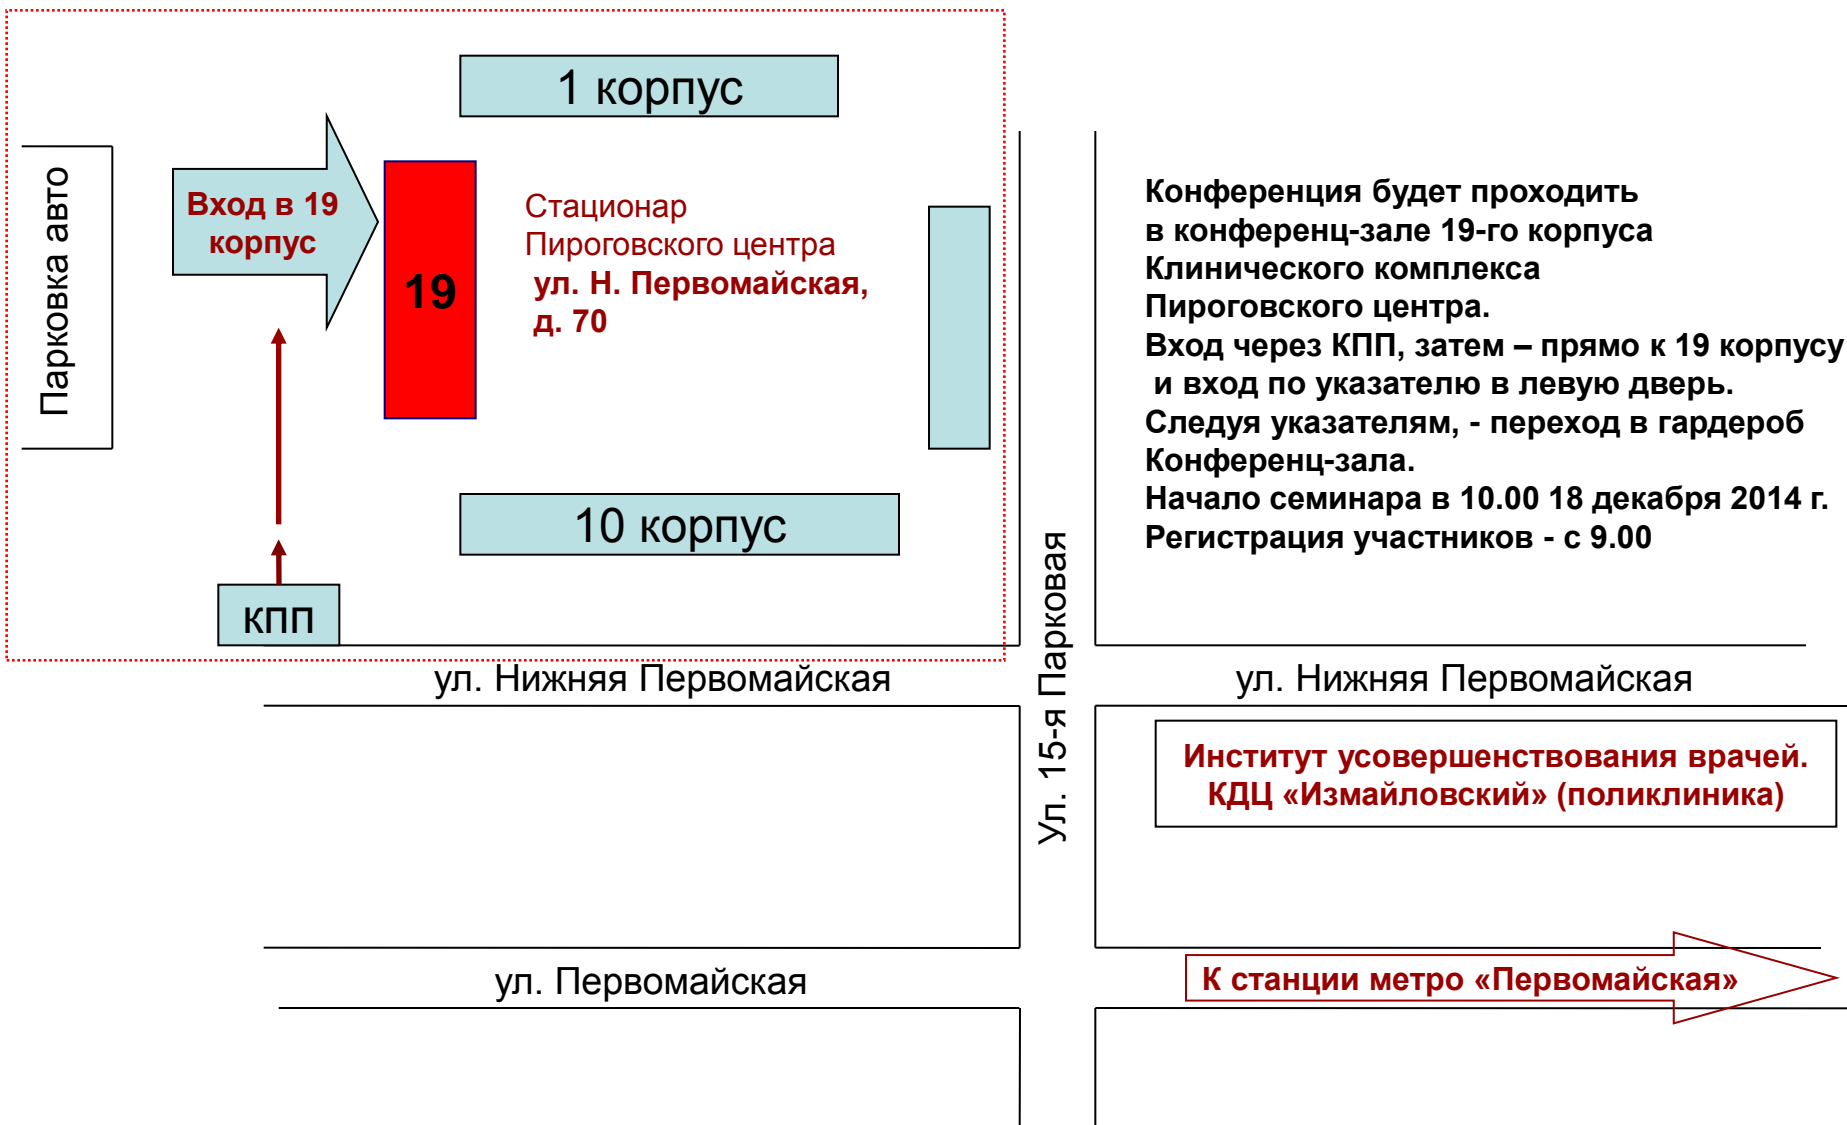 1 корпус
Парковка авто
Вход в 19
корпус
19
Стационар
Пироговского центра
ул. Н. Первомайская,
д. 70
10 корпус
КПП
Конференция будет проходить
в конференц-зале 19-го корпуса
Клинического комплекса
Пироговского центра.
Вход через КПП, затем – прямо к 19 корпусу
и вход по указателю в левую дверь.
Следуя указателям, - переход в гардероб
Конференц-зала.
Начало семинара в 10.00 18 декабря 2014 г.
Регистрация участников - с 9.00
ул. Нижняя Первомайская
Ул. 15-я Парковая
ул. Нижняя Первомайская
Институт усовершенствования врачей.
КДЦ «Измайловский» (поликлиника)
ул. Первомайская
К станции метро «Первомайская»